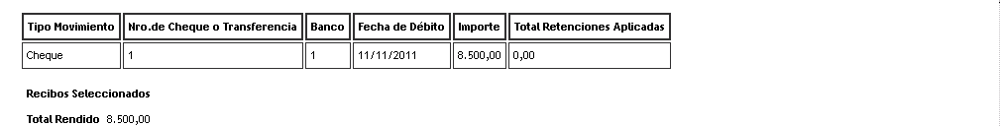 Tipo Movimiento Nro.de Cheque o Transferencia Banco Fecha de Débito Importe Total Retenciones Aplicadas
Cheque 1 1 11/11/2011 8.500,00 0,00
Recibos Seleccionados
Total Rendido 8.500,00